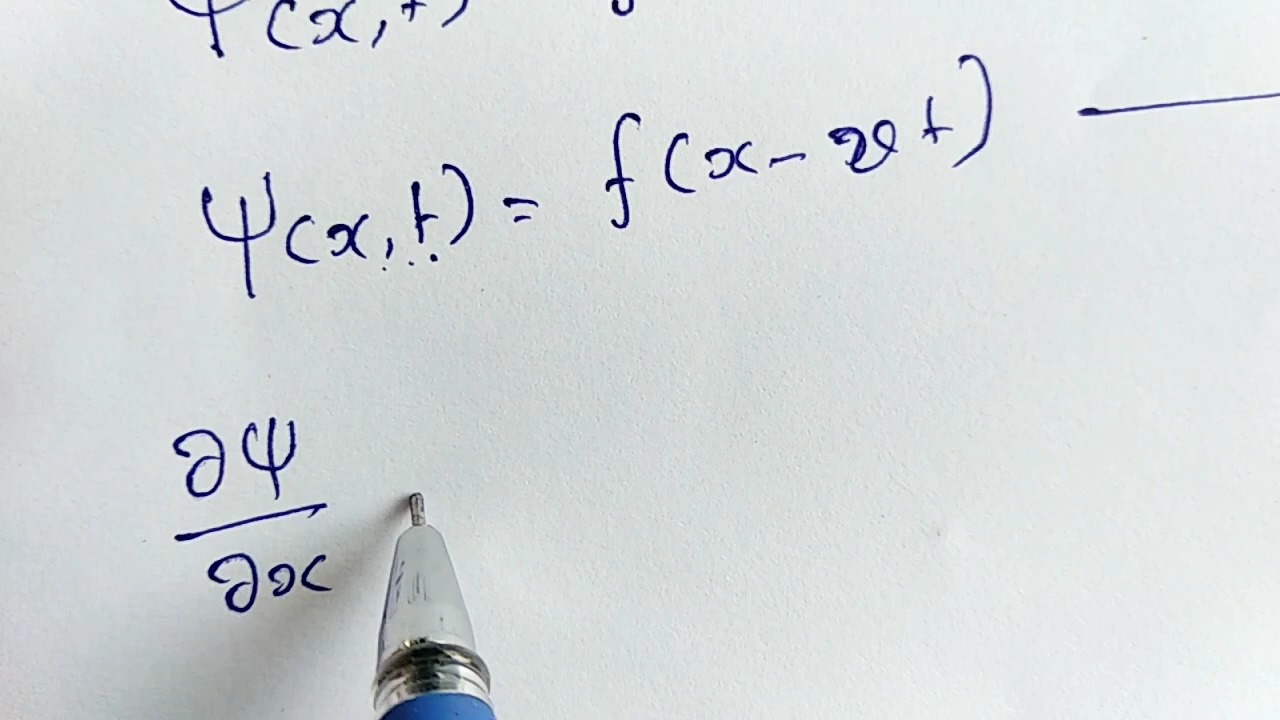 ψ(x,t)
ψ(x,t) = f(x-vt) —
∂ψ/∂x